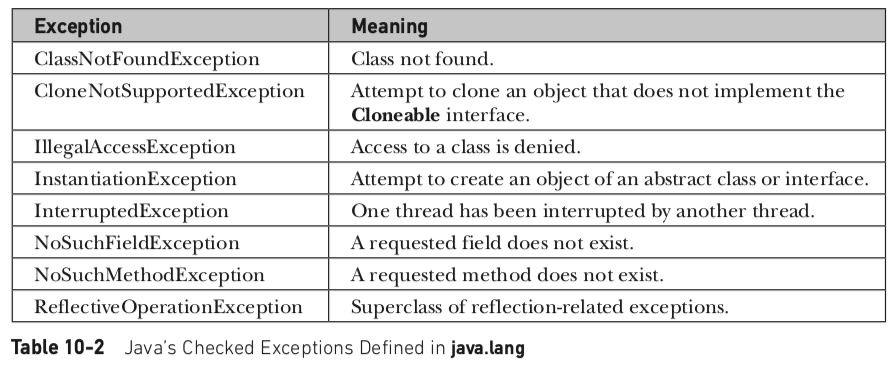 Exception Meaning
ClassNotFoundException Class not found.
CloneNotSupportedException Attempt to clone an object that does not implement the
Cloneable interface.
IllegalAccessException Access to a class is denied.
InstantiationException Attempt to create an object of an abstract class or interface.
InterruptedException One thread has been interrupted by another thread.
NoSuchFieldException A requested field does not exist.
NoSuchMethodException A requested method does not exist.
ReflectiveOperationException Superclass of reflection-related exceptions.
Table 10-2 Java's Checked Exceptions Defined in java.lang